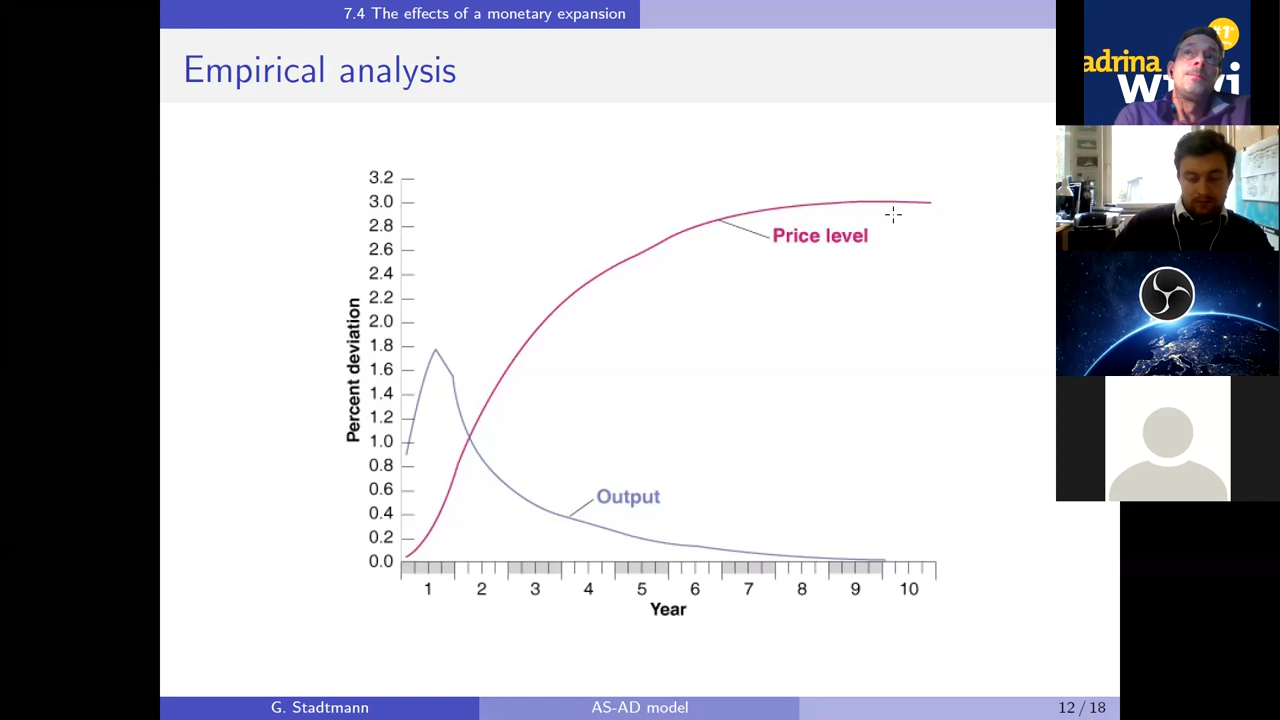 7.4 The effects of a monetary expansion
Empirical analysis
3.2
3.0
2.8
2.6
2.4
2.2
2.0
1.8
1.6
1.4
1.2
1.0
0.8
0.6
0.4
0.2
0.0
Percent deviation
Price level
Output
1 2 3 4 5 6 7 8 9 10
Year
G. Stadtmann AS-AD model 12 / 18
#1
adrina